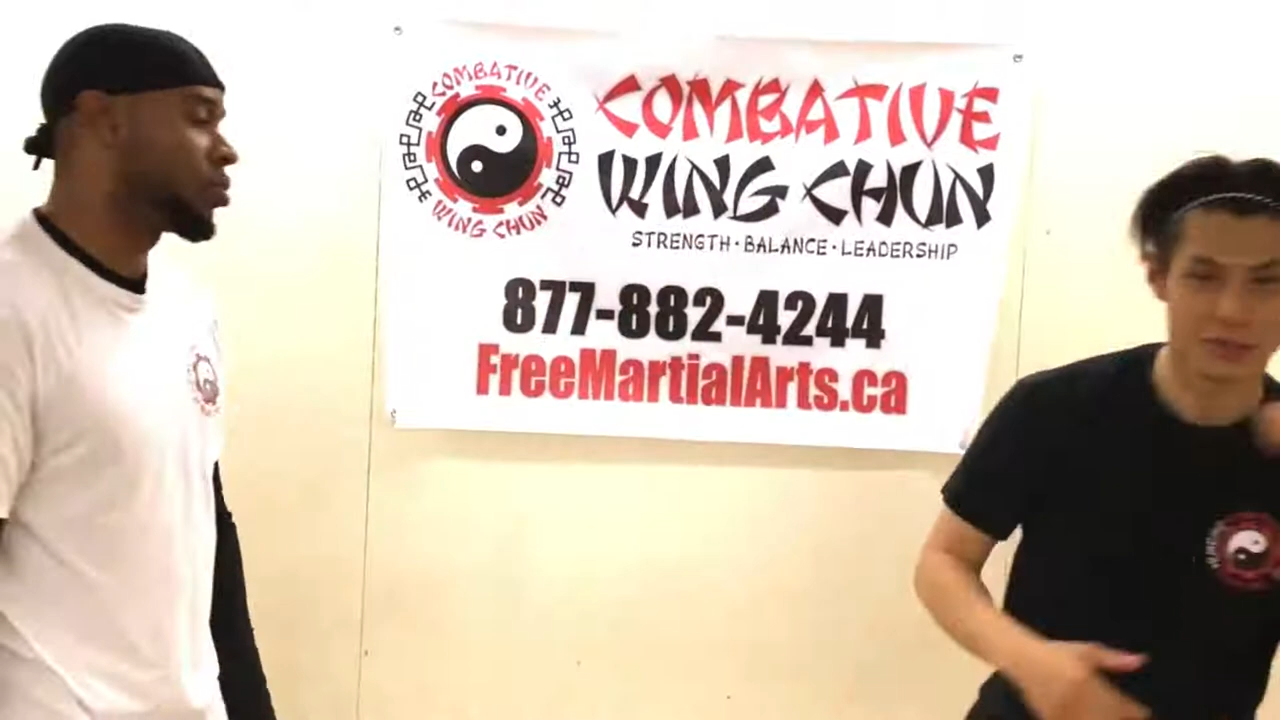 COMBATIVE
WING CHUN
COMBATIVE
WING CHUN
STRENGTH · BALANCE · LEADERSHIP
877-882-4244
FreeMartialArts.ca